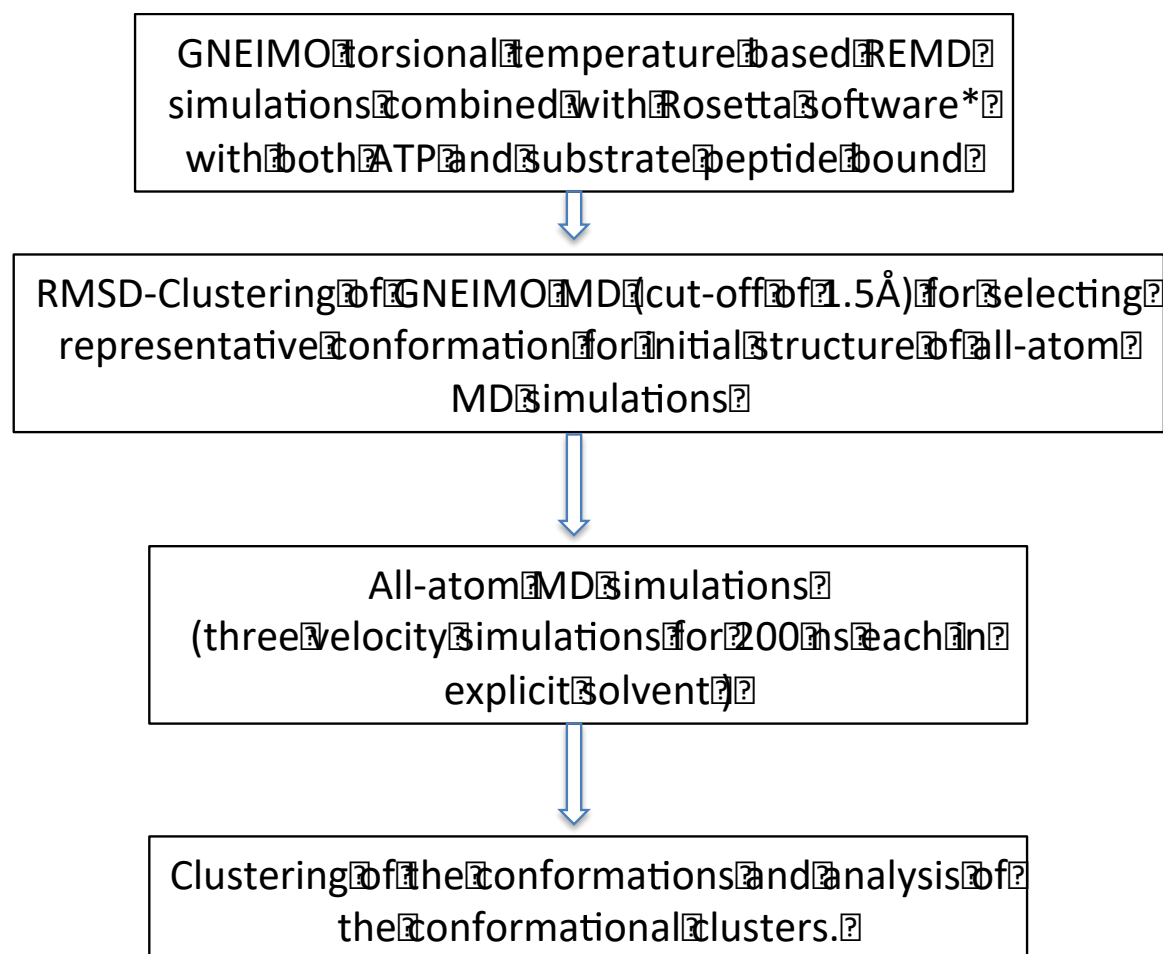 GNEIMO torsional temperature based REMD
simulations combined with Rosetta software*
with both ATP and substrate peptide bound
RMSD-Clustering of GNEIMO MD (cut-off of 1.5Å) for selecting
representative conformation for initial structure of all-atom
MD simulations
All-atom MD simulations
(three velocity simulations for 200 ns each in
explicit solvent )
Clustering of the conformations and analysis of
the conformational clusters.